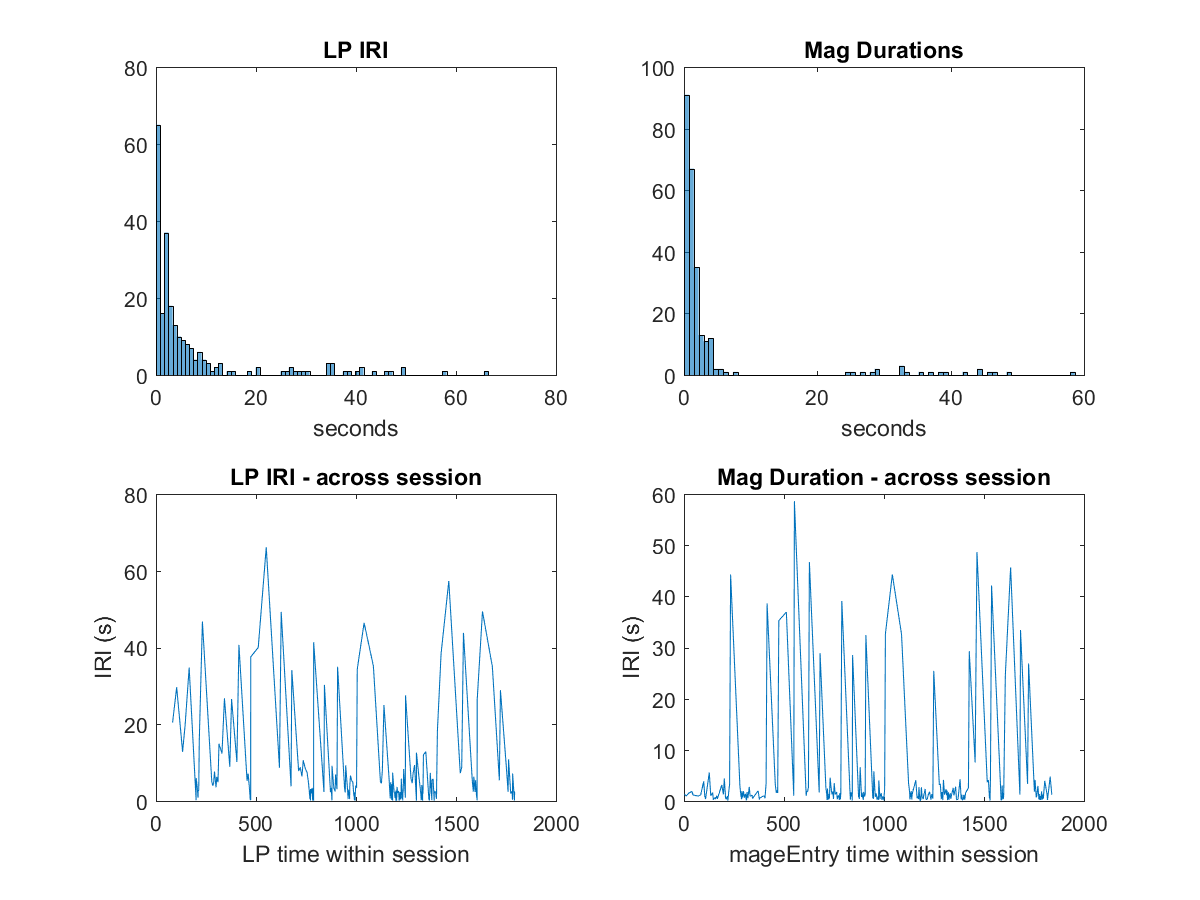 LP IRI
80
60
40
20
0
0 20 40 60 80
seconds
Mag Durations
100
80
60
40
20
0
0 20 40 60
seconds
LP IRI - across session
80
60
40
20
0
IRI (s)
0 500 1000 1500 2000
LP time within session
Mag Duration - across session
60
50
40
30
20
10
0
IRI (s)
0 500 1000 1500 2000
mageEntry time within session